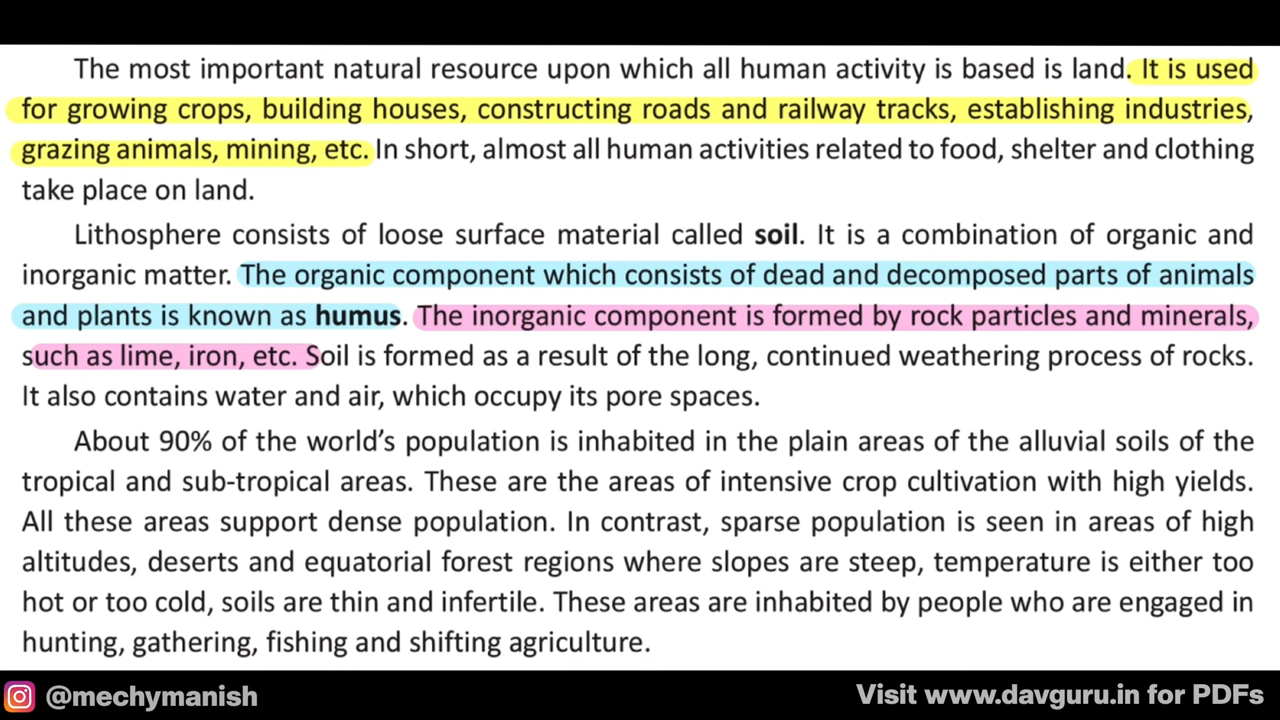 The most important natural resource upon which all human activity is based is land. It is used
for growing crops, building houses, constructing roads and railway tracks, establishing industries,
grazing animals, mining, etc. In short, almost all human activities related to food, shelter and clothing
take place on land.
Lithosphere consists of loose surface material called soil. It is a combination of organic and
inorganic matter. The organic component which consists of dead and decomposed parts of animals
and plants is known as humus. The inorganic component is formed by rock particles and minerals,
such as lime, iron, etc. Soil is formed as a result of the long, continued weathering process of rocks.
It also contains water and air, which occupy its pore spaces.
About 90% of the world’s population is inhabited in the plain areas of the alluvial soils of the
tropical and sub-tropical areas. These are the areas of intensive crop cultivation with high yields.
All these areas support dense population. In contrast, sparse population is seen in areas of high
altitudes, deserts and equatorial forest regions where slopes are steep, temperature is either too
hot or too cold, soils are thin and infertile. These areas are inhabited by people who are engaged in
hunting, gathering, fishing and shifting agriculture.
@mechymanish
Visit www.davguru.in for PDFs